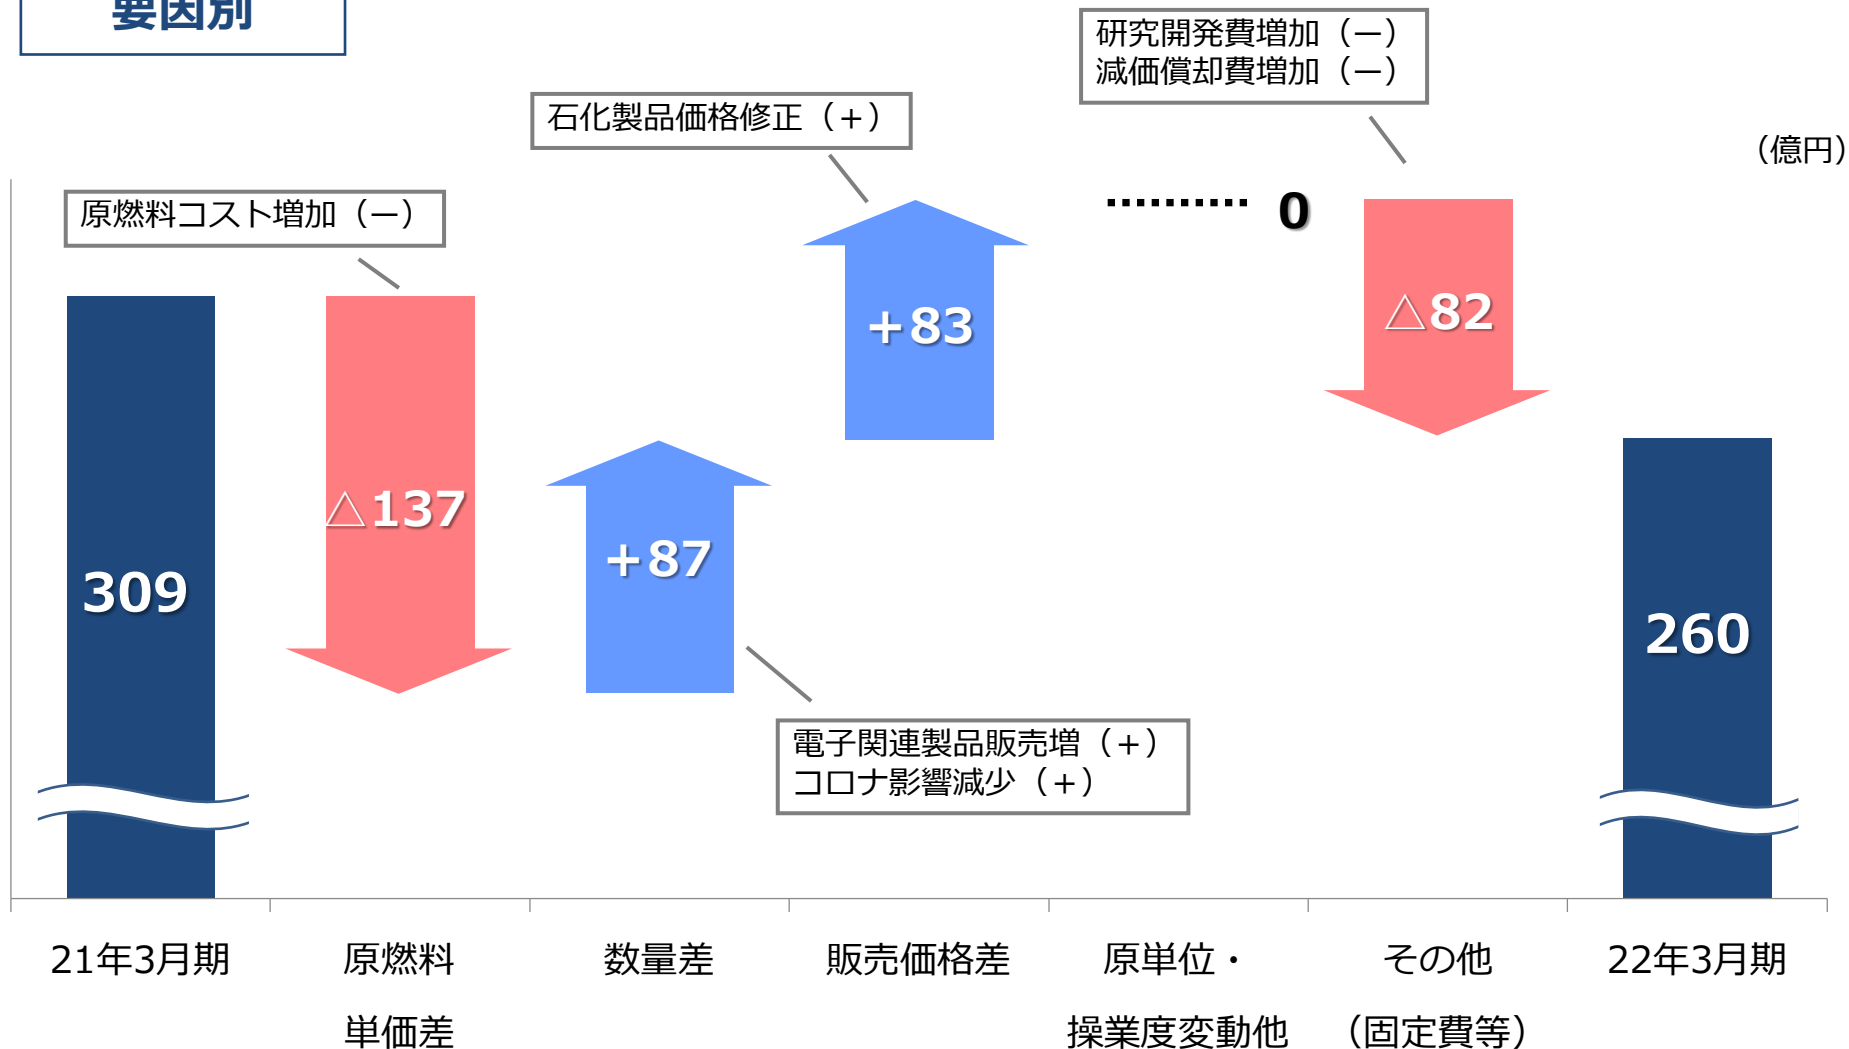 要因別
研究開発費増加（－）
減価償却費増加（－）
石化製品価格修正（＋）
（億円）
原燃料コスト増加（－）
0
△82
+83
△137
+87
309
260
電子関連製品販売増（＋）
コロナ影響減少（＋）
21年3月期
原燃料
単価差
数量差
販売価格差
原単位・
操業度変動他
その他
（固定費等）
22年3月期